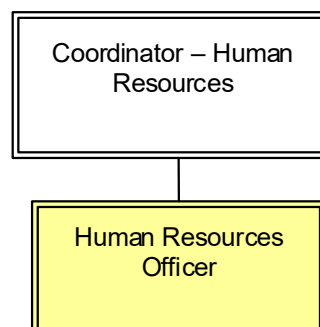 Coordinator – Human
Resources
Human Resources
Officer